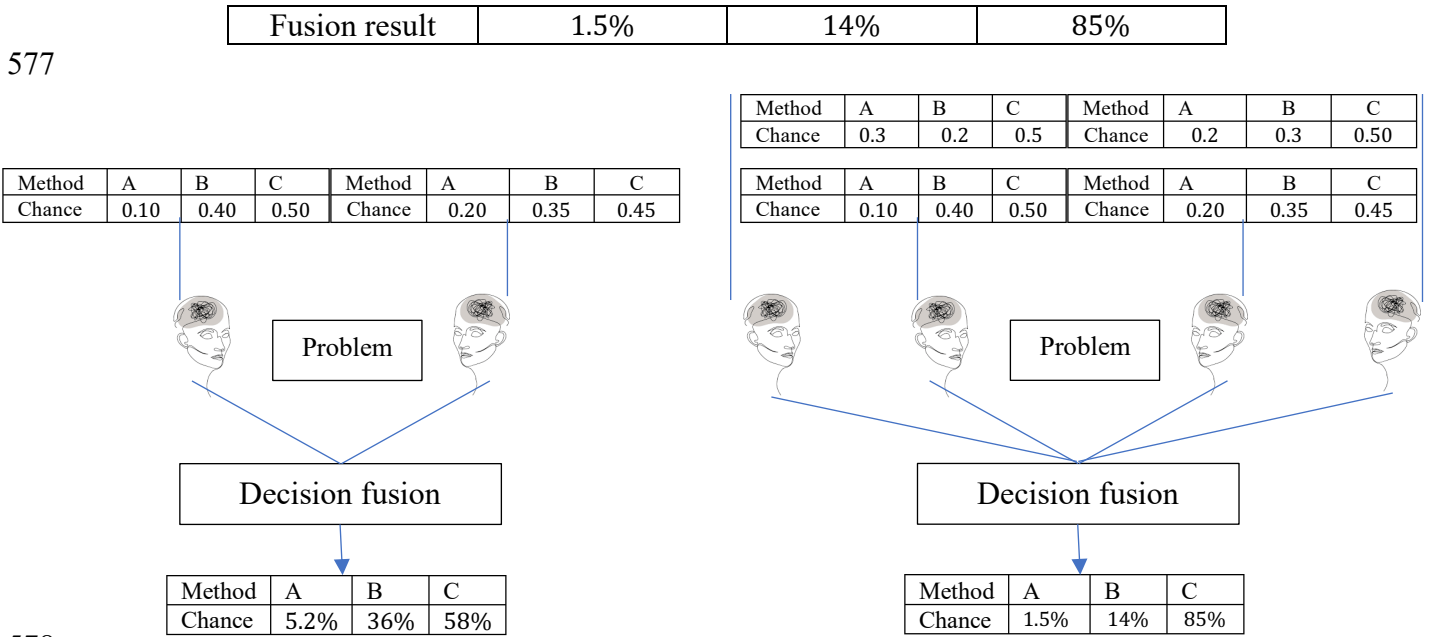 Fusion result 1.5% 14% 85%
577
Method A B C Method A B C
Chance 0.3 0.2 0.5 Chance 0.2 0.3 0.50
Method A B C Method A B C
Chance 0.10 0.40 0.50 Chance 0.20 0.35 0.45
Method A B C Method A B C
Chance 0.10 0.40 0.50 Chance 0.20 0.35 0.45
Problem
Problem
Decision fusion
Decision fusion
Method A B C
Chance 5.2% 36% 58%
Method A B C
Chance 1.5% 14% 85%